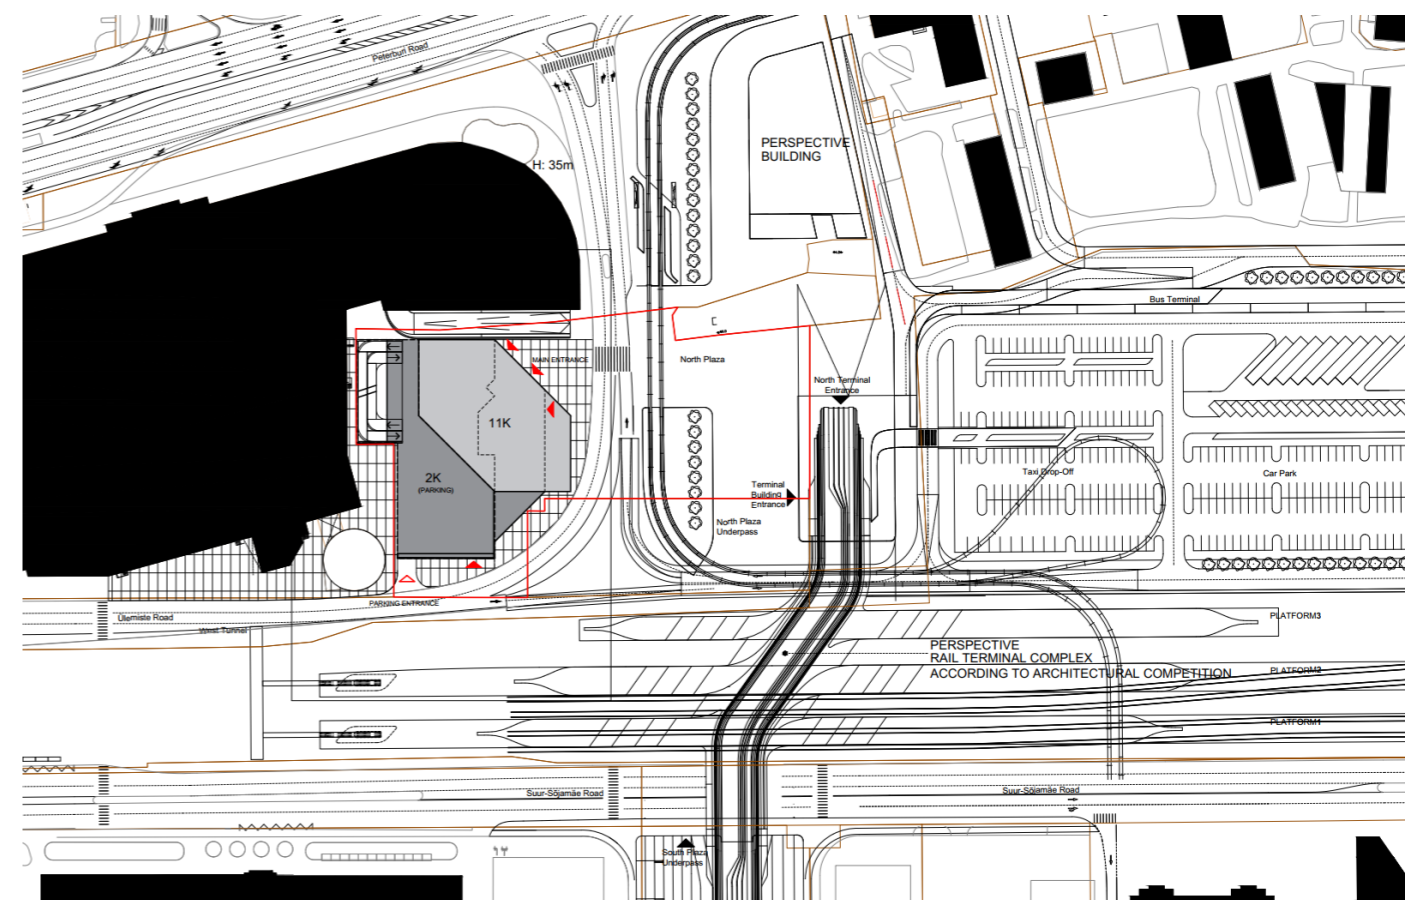 Peterburi Road
H: 35m
PERSPECTIVE
BUILDING
Bus Terminal
MAIN ENTRANCE
North Plaza
North Terminal
Entrance
11K
2K
(PARKING)
Taxi Drop-Off
Car Park
Terminal
Building
Entrance
North Plaza
Underpass
PARKING ENTRANCE
Ülemiste Road
West Tunnel
PLATFORM3
PERSPECTIVE
RAIL TERMINAL COMPLEX
ACCORDING TO ARCHITECTURAL COMPETITION
PLATFORM2
PLATFORM1
Suur-Sõjamäe Road
Suur-Sõjamäe Road
South Plaza
Underpass